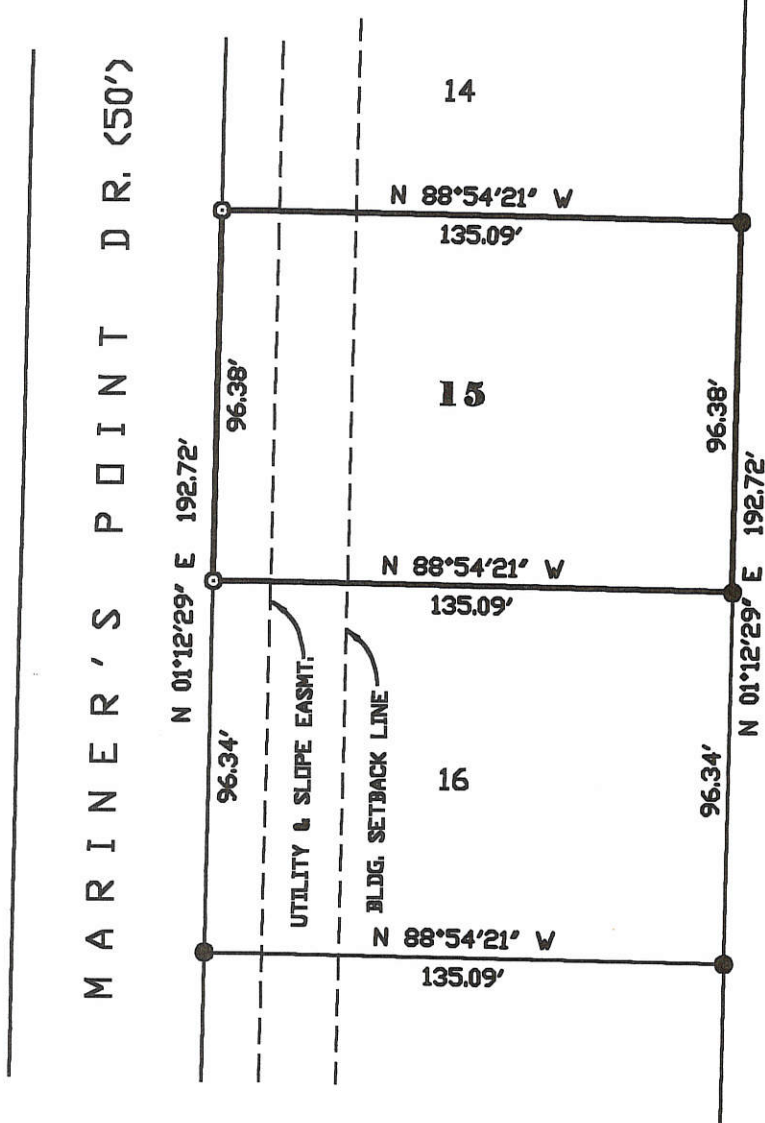 MARINER'S POINT DR. (50')
14
N 88°54'21" W
135.09'
96.38'
15
96.38'
N 01°12'29" E 192.72'
N 01°12'29" E 192.72'
N 88°54'21" W
135.09'
UTILITY & SLOPE EASMT.
BLDG. SETBACK LINE
96.34'
16
96.34'
N 88°54'21" W
135.09'